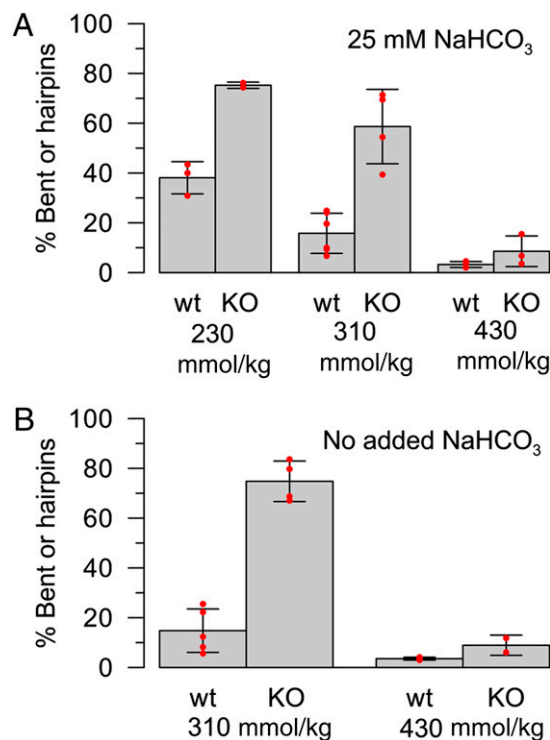 A
25 mM NaHCO₃
% Bent or hairpins
100
80
60
40
20
0
wt KO wt KO wt KO
230 310 430
mmol/kg mmol/kg mmol/kg
B
No added NaHCO₃
% Bent or hairpins
100
80
60
40
20
0
wt KO wt KO
310 mmol/kg 430 mmol/kg